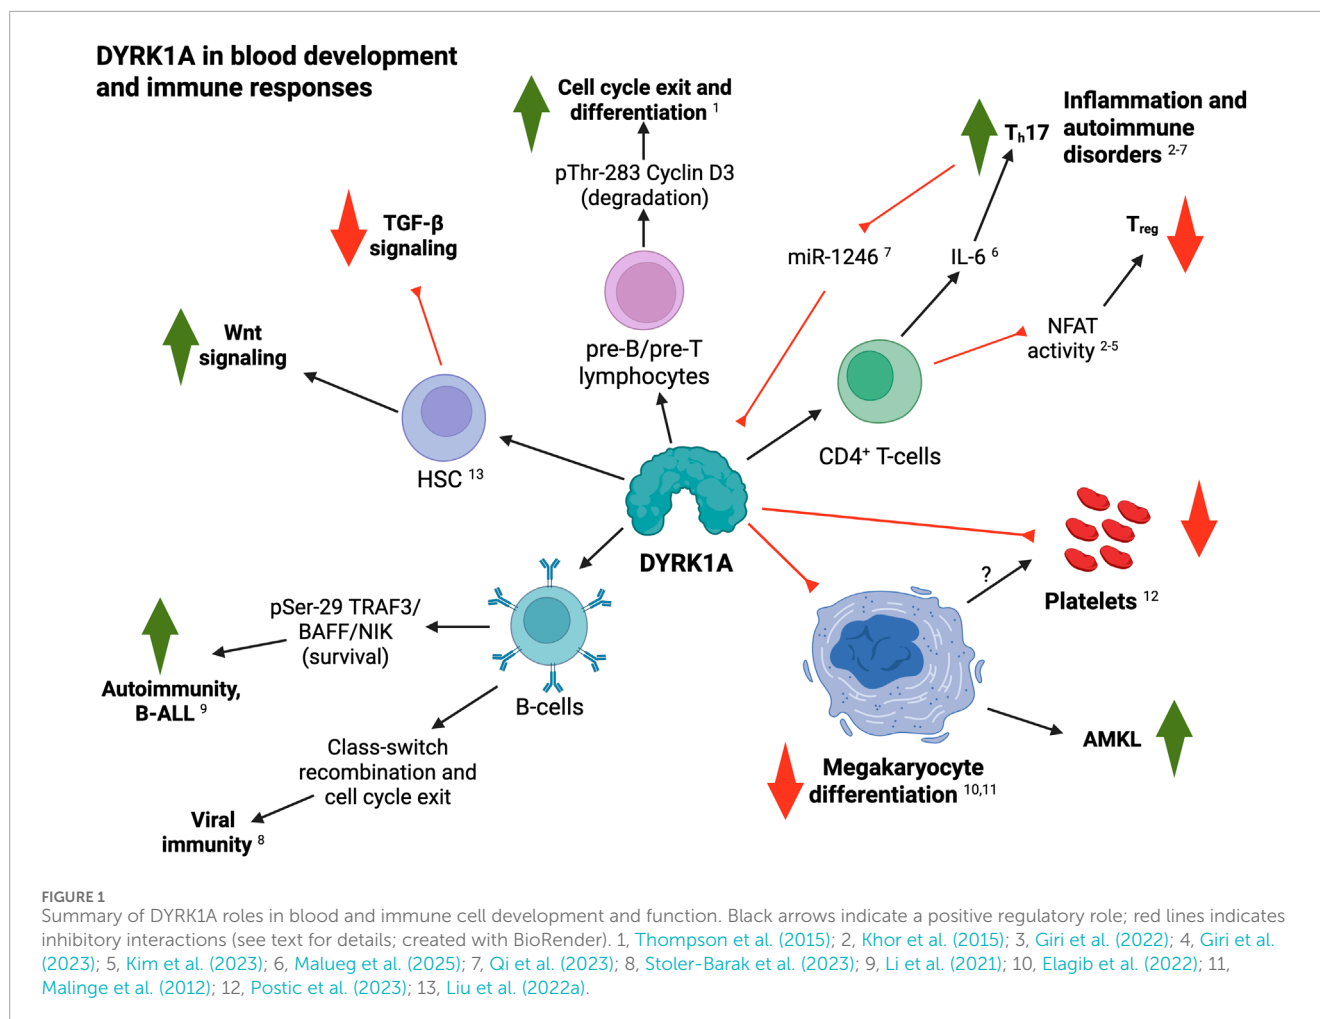 DYRK1A in blood development
and immune responses
Cell cycle exit and
differentiation 1
pThr-283 Cyclin D3
(degradation)
pre-B/pre-T
lymphocytes
Th17
Inflammation and
autoimmune
disorders 2-7
Treg
miR-1246 7
IL-6 6
NFAT
activity 2-5
CD4+ T-cells
TGF-β
signaling
Wnt
signaling
HSC 13
DYRK1A
?
Platelets 12
AMKL
Megakaryocyte
differentiation 10,11
B-cells
pSer-29 TRAF3/
BAFF/NIK
(survival)
Autoimmunity,
B-ALL 9
Class-switch
recombination and
cell cycle exit
Viral
immunity 8
FIGURE 1
Summary of DYRK1A roles in blood and immune cell development and function. Black arrows indicate a positive regulatory role; red lines indicates
inhibitory interactions (see text for details; created with BioRender). 1, Thompson et al. (2015); 2, Khor et al. (2015); 3, Giri et al. (2022); 4, Giri et al.
(2023); 5, Kim et al. (2023); 6, Malueg et al. (2025); 7, Qi et al. (2023); 8, Stoler-Barak et al. (2023); 9, Li et al. (2021); 10, Elagib et al. (2022); 11,
Malinge et al. (2012); 12, Postic et al. (2023); 13, Liu et al. (2022a).